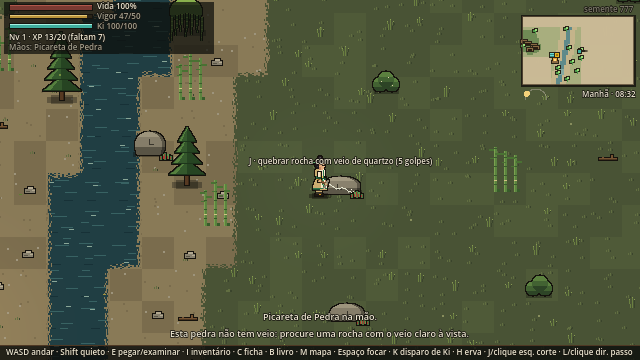 Vida 100%
Vigor 47/50
Ki 100/100
Nv 1 · XP 13/20 (faltam 7)
Mãos: Picareta de Pedra
semente 777
Manhã · 08:32
J · quebrar rocha com veio de quartzo (5 golpes)
Picareta de Pedra na mão.
Esta pedra não tem veio: procure uma rocha com o veio claro à vista.
WASD andar · Shift quieto · E pegar/examinar · I inventário · C ficha · B livro · M mapa · Espaço focar · K disparo de Ki · H erva · J/clique esq. corte · L/clique dir. passo